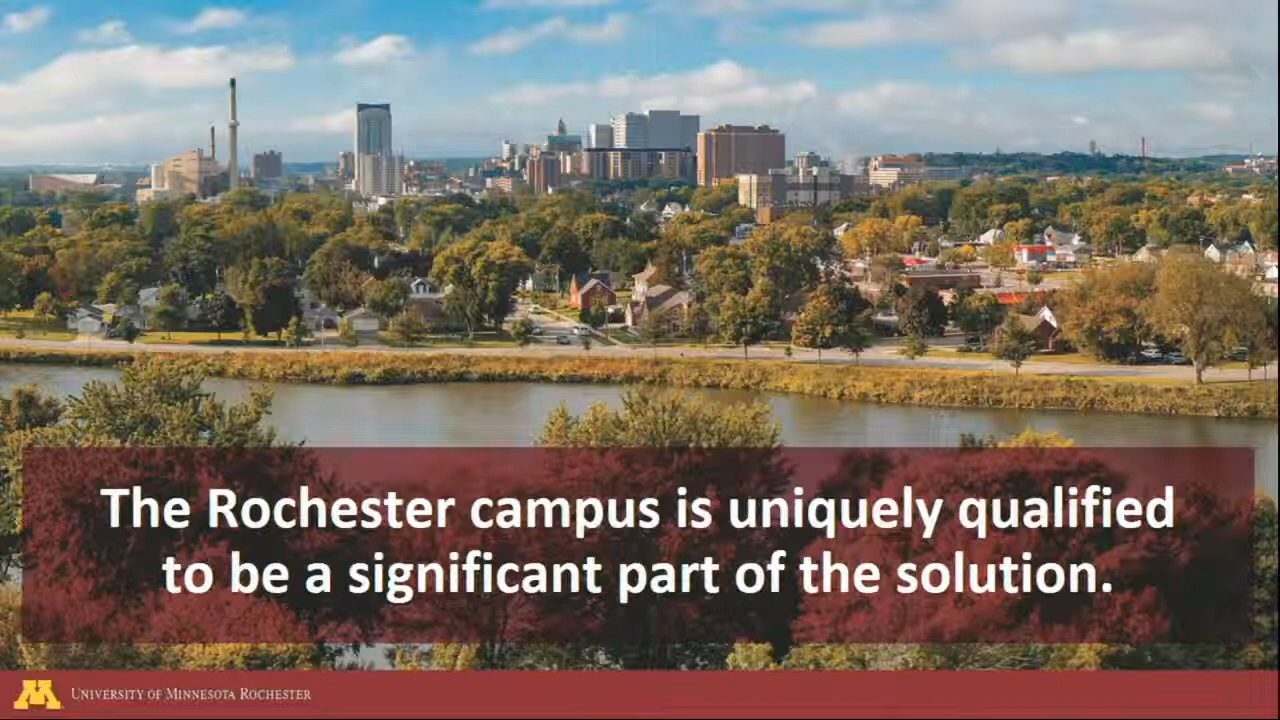 The Rochester campus is uniquely qualified
to be a significant part of the solution.
UNIVERSITY OF MINNESOTA ROCHESTER